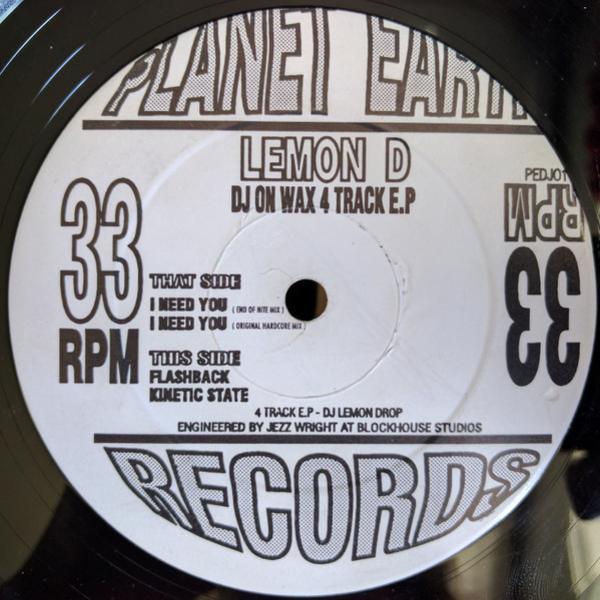 PLANET EARTH
LEMON D
DJ ON WAX 4 TRACK E.P
PEDJ01
33
RPM
33
RPM
THAT SIDE
I NEED YOU ( END OF NITE MIX )
I NEED YOU ( ORIGINAL HARDCORE MIX )
THIS SIDE
FLASHBACK
KINETIC STATE
4 TRACK E.P - DJ LEMON DROP
ENGINEERED BY JEZZ WRIGHT AT BLOCKHOUSE STUDIOS
RECORDS